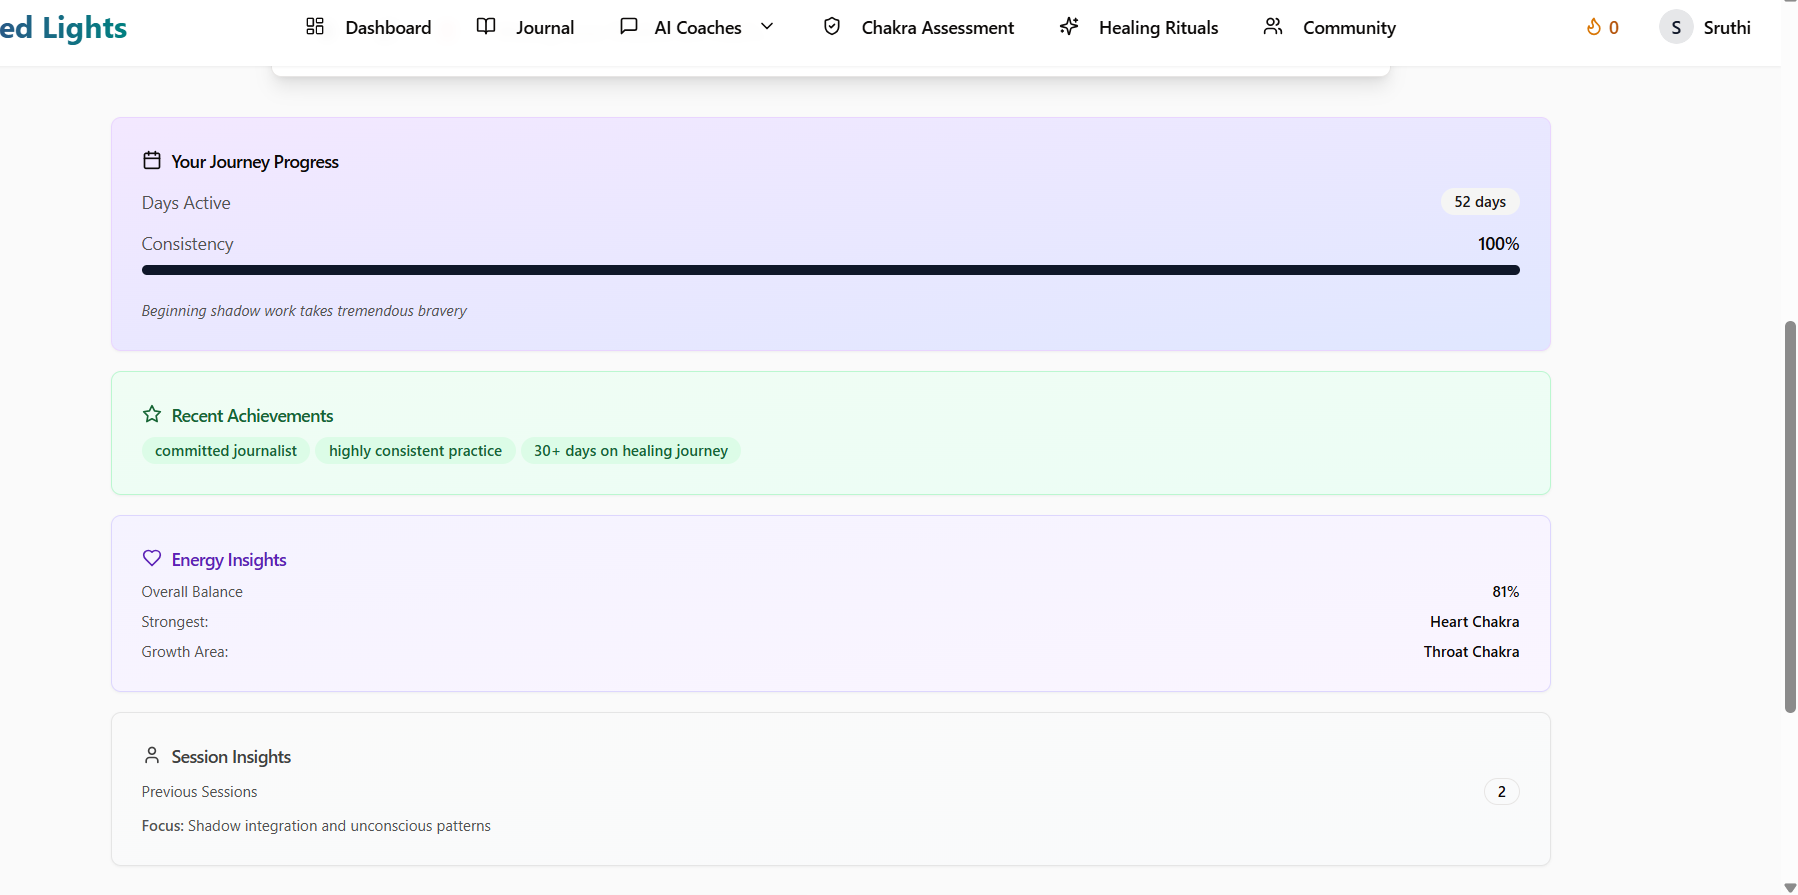 ed Lights
Dashboard
Journal
AI Coaches
Chakra Assessment
Healing Rituals
Community
0
S
Sruthi
Your Journey Progress
Days Active
52 days
Consistency
100%
Beginning shadow work takes tremendous bravery
Recent Achievements
committed journalist
highly consistent practice
30+ days on healing journey
Energy Insights
Overall Balance
81%
Strongest:
Heart Chakra
Growth Area:
Throat Chakra
Session Insights
Previous Sessions
2
Focus: Shadow integration and unconscious patterns